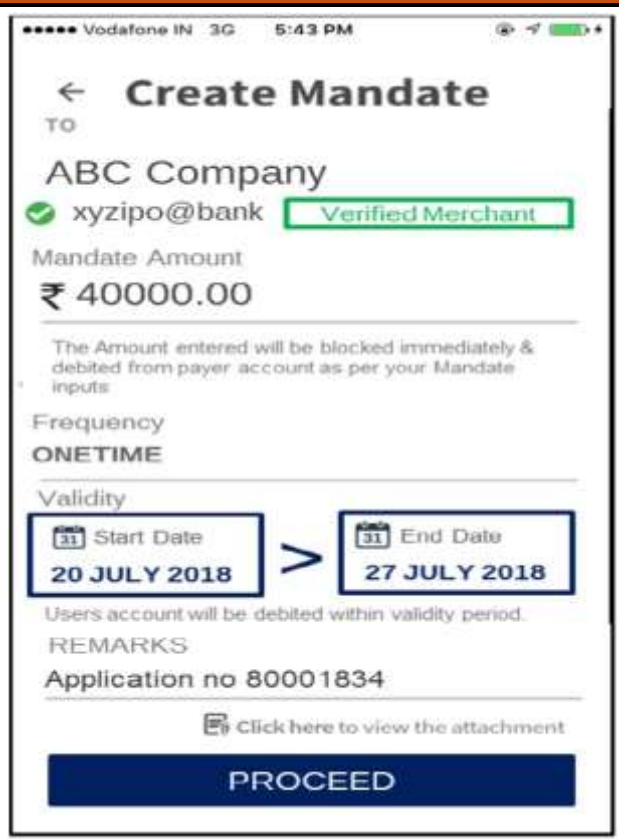 Vodafone IN 3G 5:43 PM
← Create Mandate
TO
ABC Company
xyzipo@bank Verified Merchant
Mandate Amount
₹ 40000.00
The Amount entered will be blocked immediately &
debited from payer account as per your Mandate
inputs
Frequency
ONETIME
Validity
31 Start Date > 31 End Date
20 JULY 2018 27 JULY 2018
Users account will be debited within validity period.
REMARKS
Application no 80001834
Click here to view the attachment
PROCEED